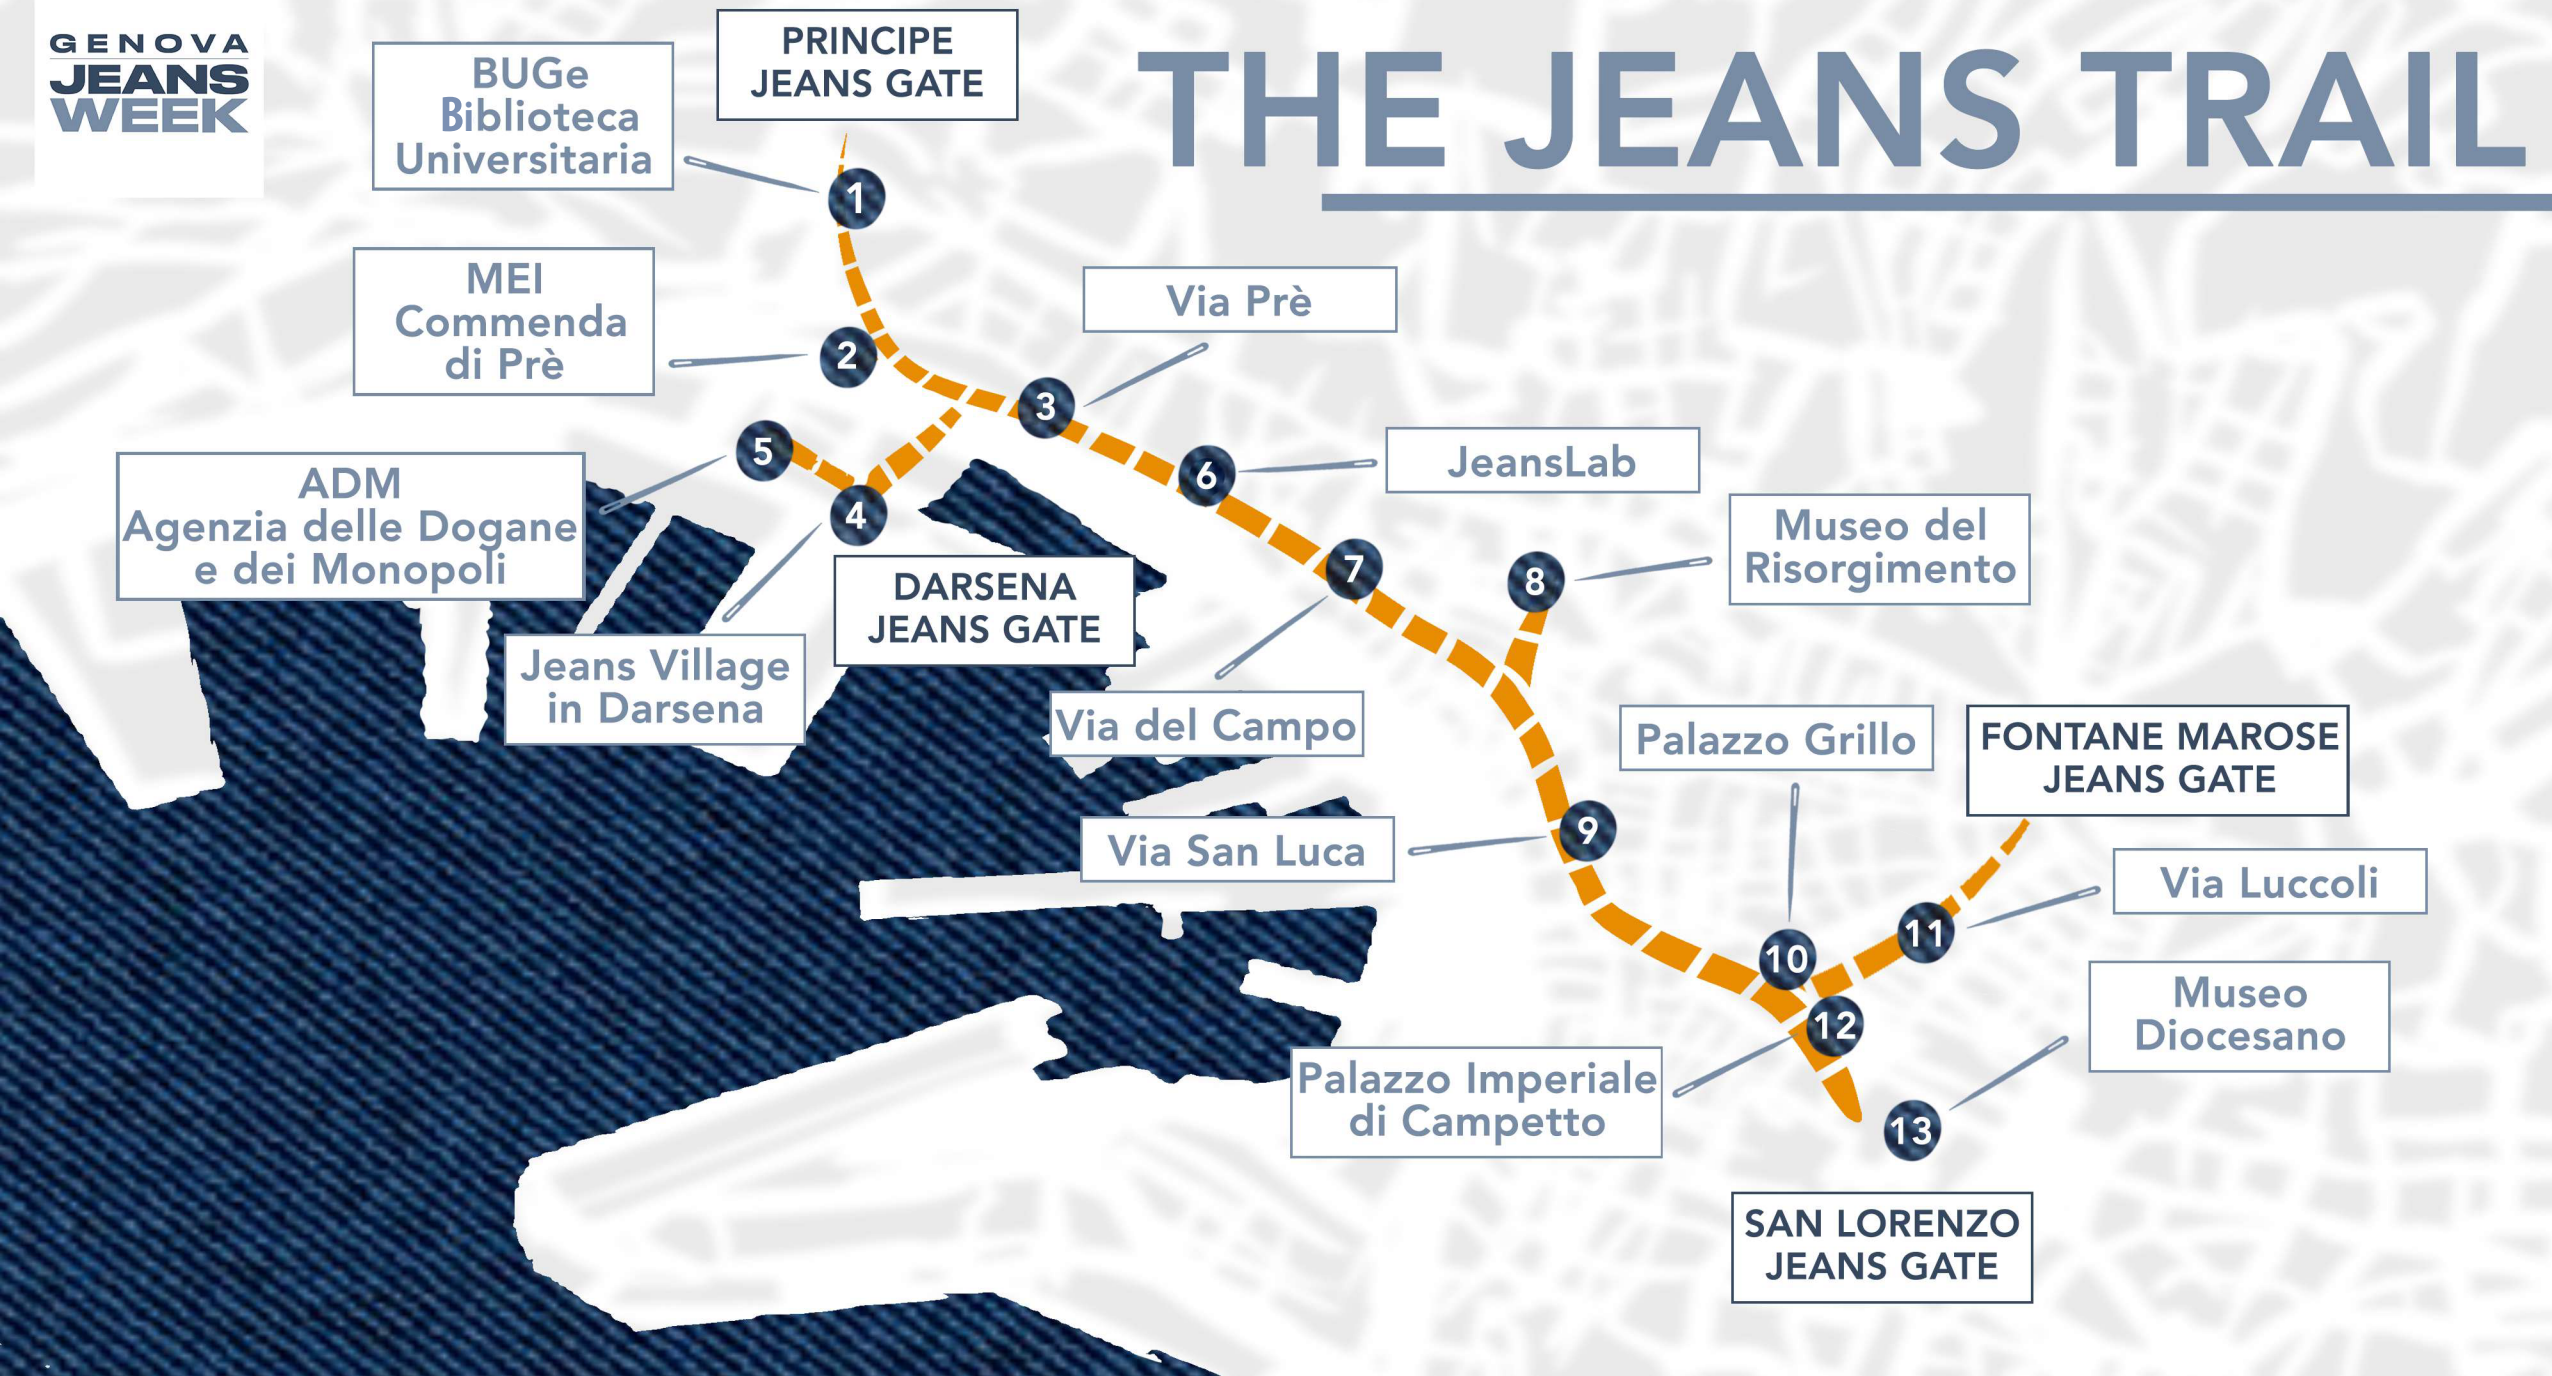 GENOVA
JEANS
WEEK
THE JEANS TRAIL
PRINCIPE
JEANS GATE
BUGe
Biblioteca
Universitaria
1
MEI
Commenda
di Prè
2
Via Prè
3
ADM
Agenzia delle Dogane
e dei Monopoli
5
4
Jeans Village
in Darsena
DARSENA
JEANS GATE
6
JeansLab
7
Via del Campo
8
Museo del
Risorgimento
Via San Luca
9
Palazzo Grillo
10
FONTANE MAROSE
JEANS GATE
11
Via Luccoli
12
Palazzo Imperiale
di Campetto
Museo
Diocesano
13
SAN LORENZO
JEANS GATE